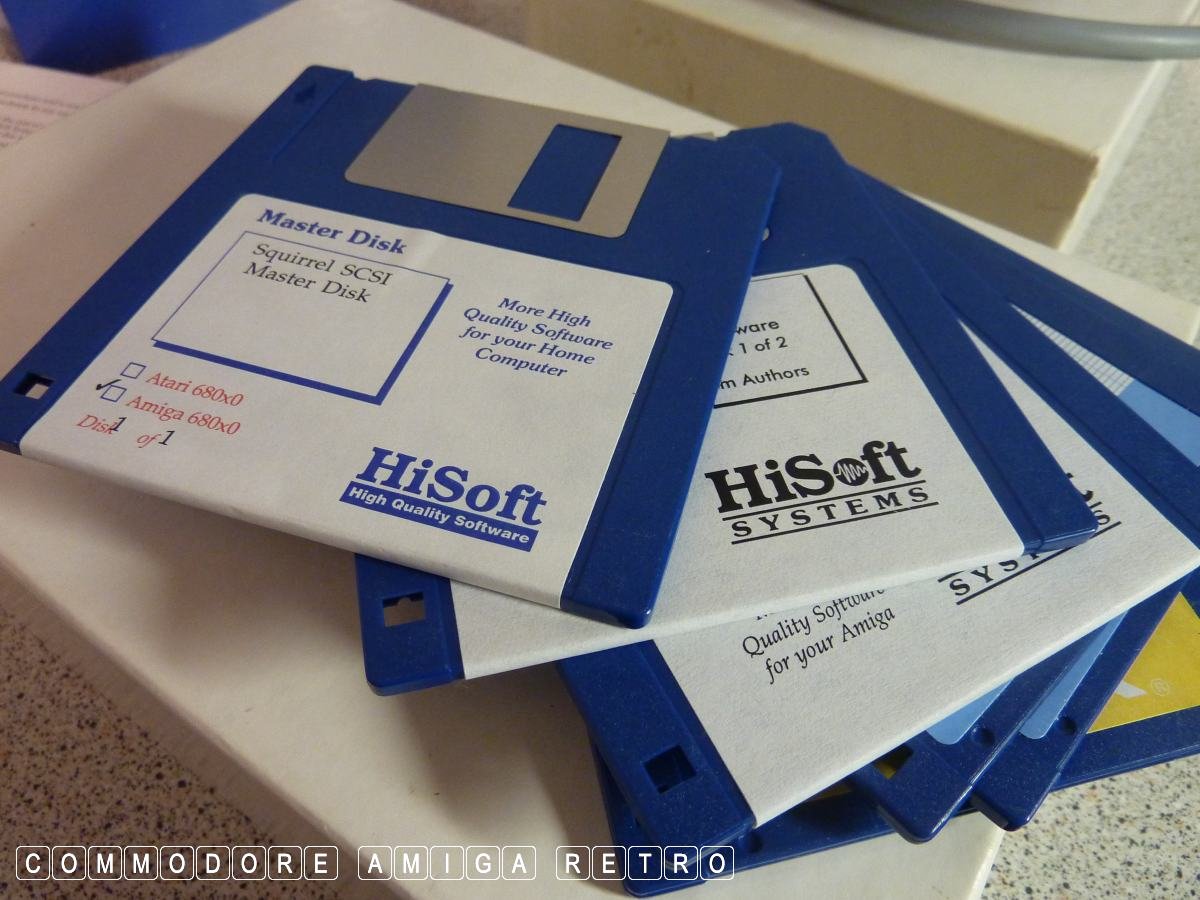 Master Disk
Squirrel SCSI
Master Disk
More High
Quality Software
for your Home
Computer
Atari 680x0
Amiga 680x0
Disk 1 of 1
HiSoft
High Quality Software
1 of 2
Authors
HiSoft
SYSTEMS
Quality Software
for your Amiga
®
COMMODORE AMIGA RETRO